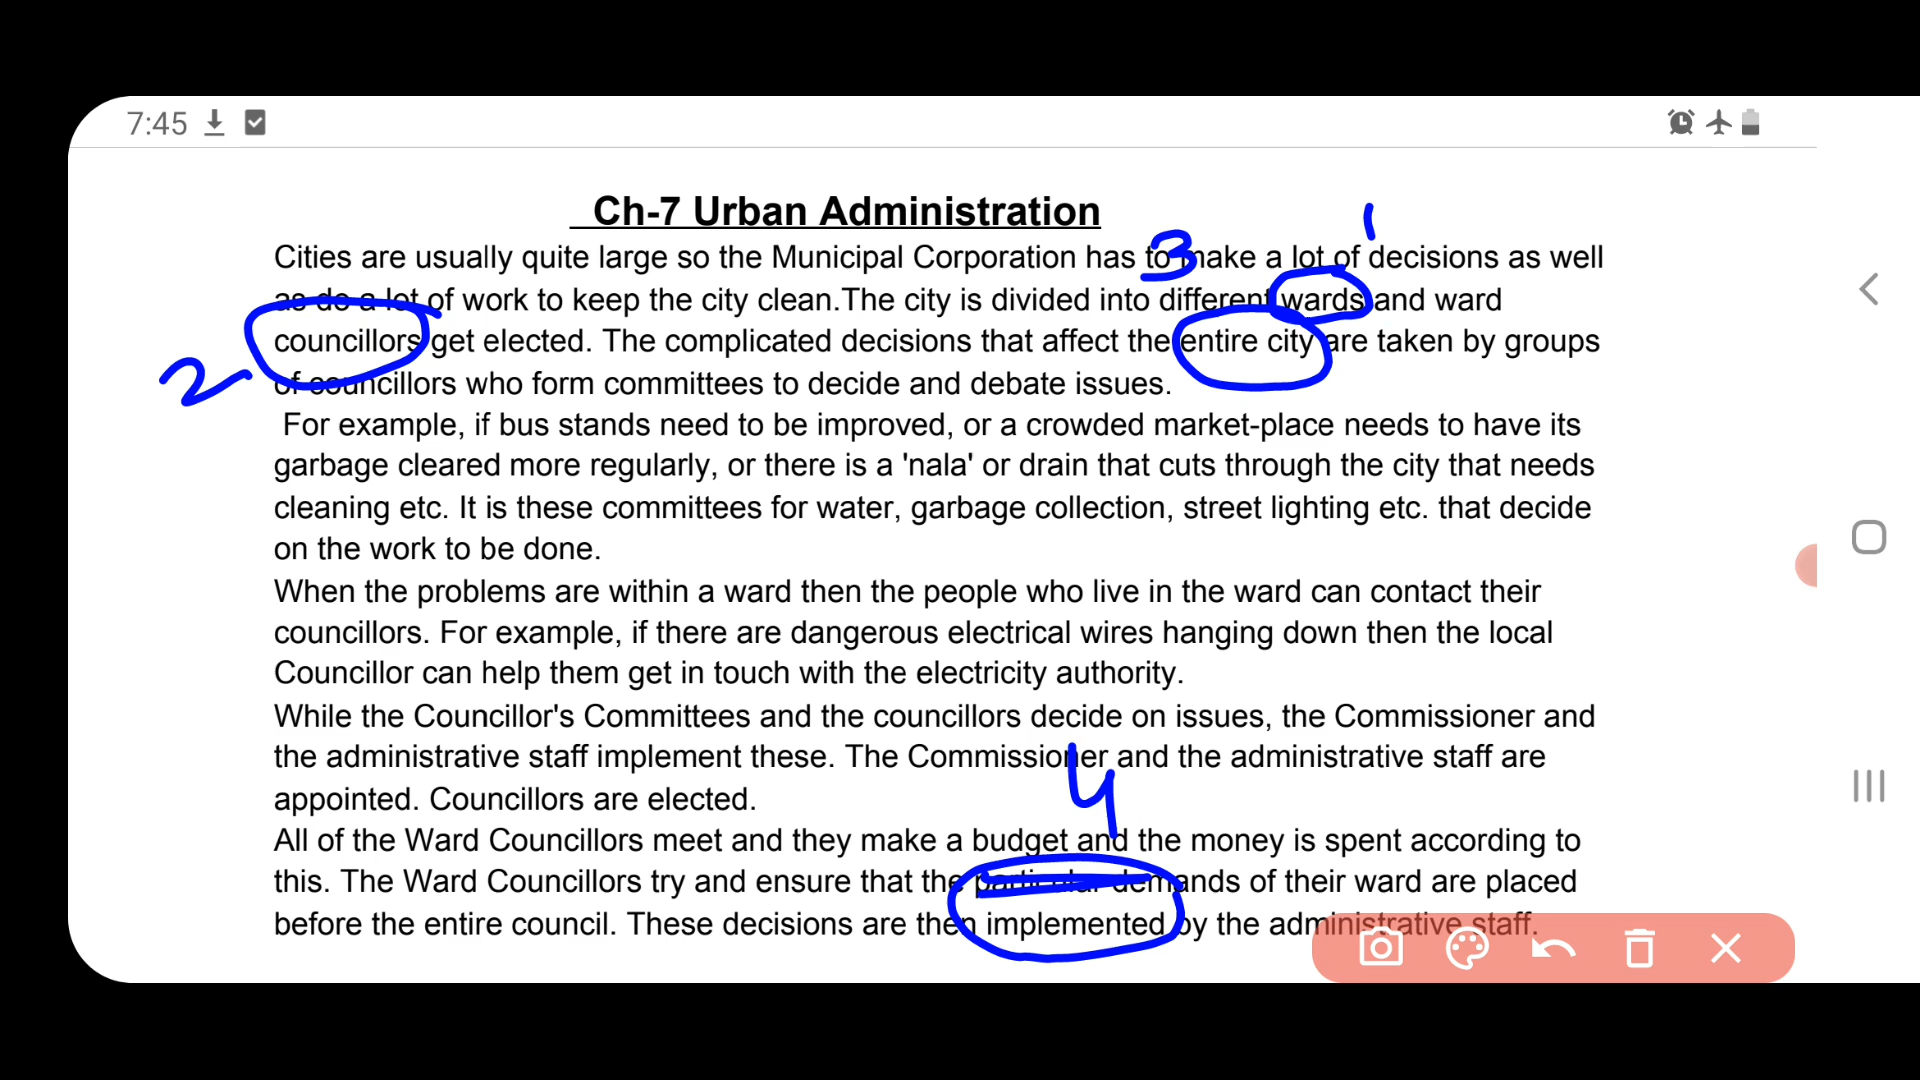 7:45
Ch-7 Urban Administration
1
Cities are usually quite large so the Municipal Corporation has to make a lot of decisions as well
3
as do a lot of work to keep the city clean.The city is divided into different wards and ward
councillors get elected. The complicated decisions that affect the entire city are taken by groups
2
of councillors who form committees to decide and debate issues.
For example, if bus stands need to be improved, or a crowded market-place needs to have its
garbage cleared more regularly, or there is a 'nala' or drain that cuts through the city that needs
cleaning etc. It is these committees for water, garbage collection, street lighting etc. that decide
on the work to be done.
When the problems are within a ward then the people who live in the ward can contact their
councillors. For example, if there are dangerous electrical wires hanging down then the local
Councillor can help them get in touch with the electricity authority.
While the Councillor's Committees and the councillors decide on issues, the Commissioner and
the administrative staff implement these. The Commissioner and the administrative staff are
appointed. Councillors are elected.
4
All of the Ward Councillors meet and they make a budget and the money is spent according to
this. The Ward Councillors try and ensure that the particular demands of their ward are placed
before the entire council. These decisions are then implemented by the administrative staff.